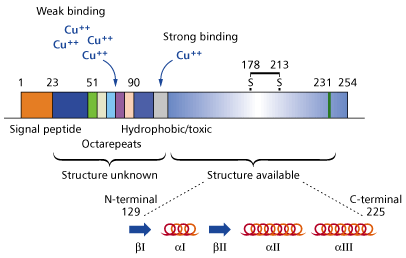 Weak binding
Cu++
Cu++
Cu++
Cu++
Strong binding
Cu++
178 213
S S
1 23 51 90 231 254
Signal peptide
Hydrophobic/toxic
Octarepeats
Structure unknown
Structure available
N-terminal
129
C-terminal
225
βI αI βII αII αIII